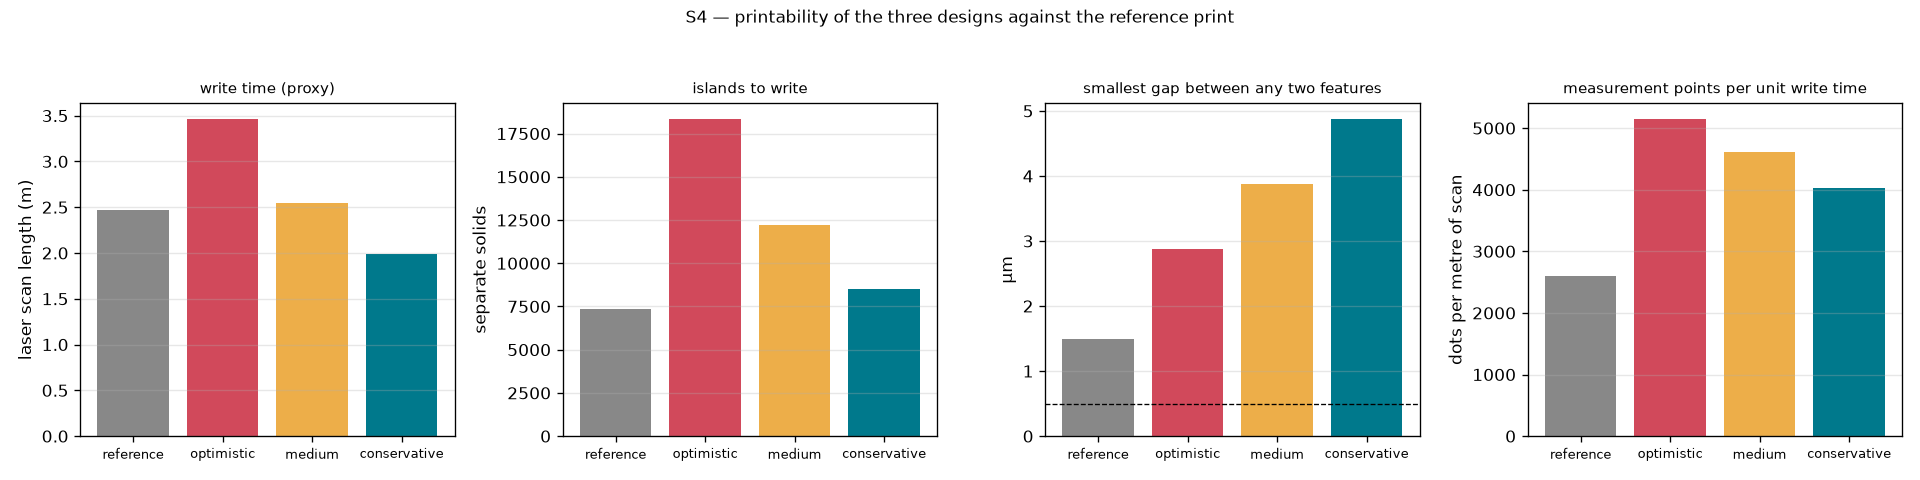 S4 — printability of the three designs against the reference print
write time (proxy)
laser scan length (m)
3.5
3.0
2.5
2.0
1.5
1.0
0.5
0.0
reference optimistic medium conservative
islands to write
separate solids
17500
15000
12500
10000
7500
5000
2500
0
reference optimistic medium conservative
smallest gap between any two features
µm
5
4
3
2
1
0
reference optimistic medium conservative
measurement points per unit write time
dots per metre of scan
5000
4000
3000
2000
1000
0
reference optimistic medium conservative